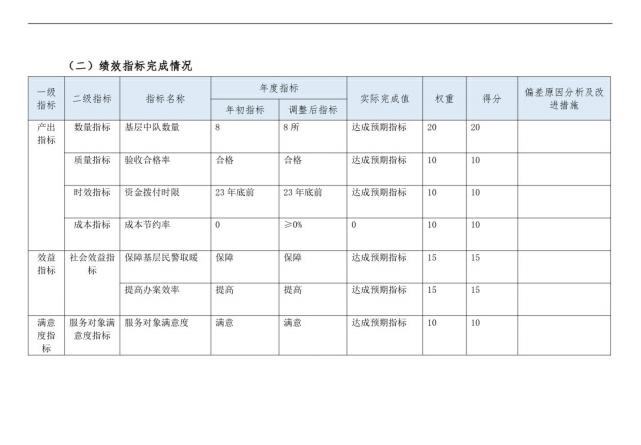 （二）绩效指标完成情况
一级指标 二级指标 指标名称 年度指标 实际完成值 权重 得分 偏差原因分析及改进措施
年初指标 调整后指标
产出指标 数量指标 基层中队数量 8 8 所 达成预期指标 20 20
质量指标 验收合格率 合格 合格 达成预期指标 10 10
时效指标 资金拨付时限 23 年底前 23 年底前 达成预期指标 10 10
成本指标 成本节约率 0 ≥0% 0 10 10
效益指标 社会效益指标 保障基层民警取暖 保障 保障 达成预期指标 15 15
提高办案效率 提高 提高 达成预期指标 15 15
满意度指标 服务对象满意度指标 服务对象满意度 满意 满意 达成预期指标 10 10